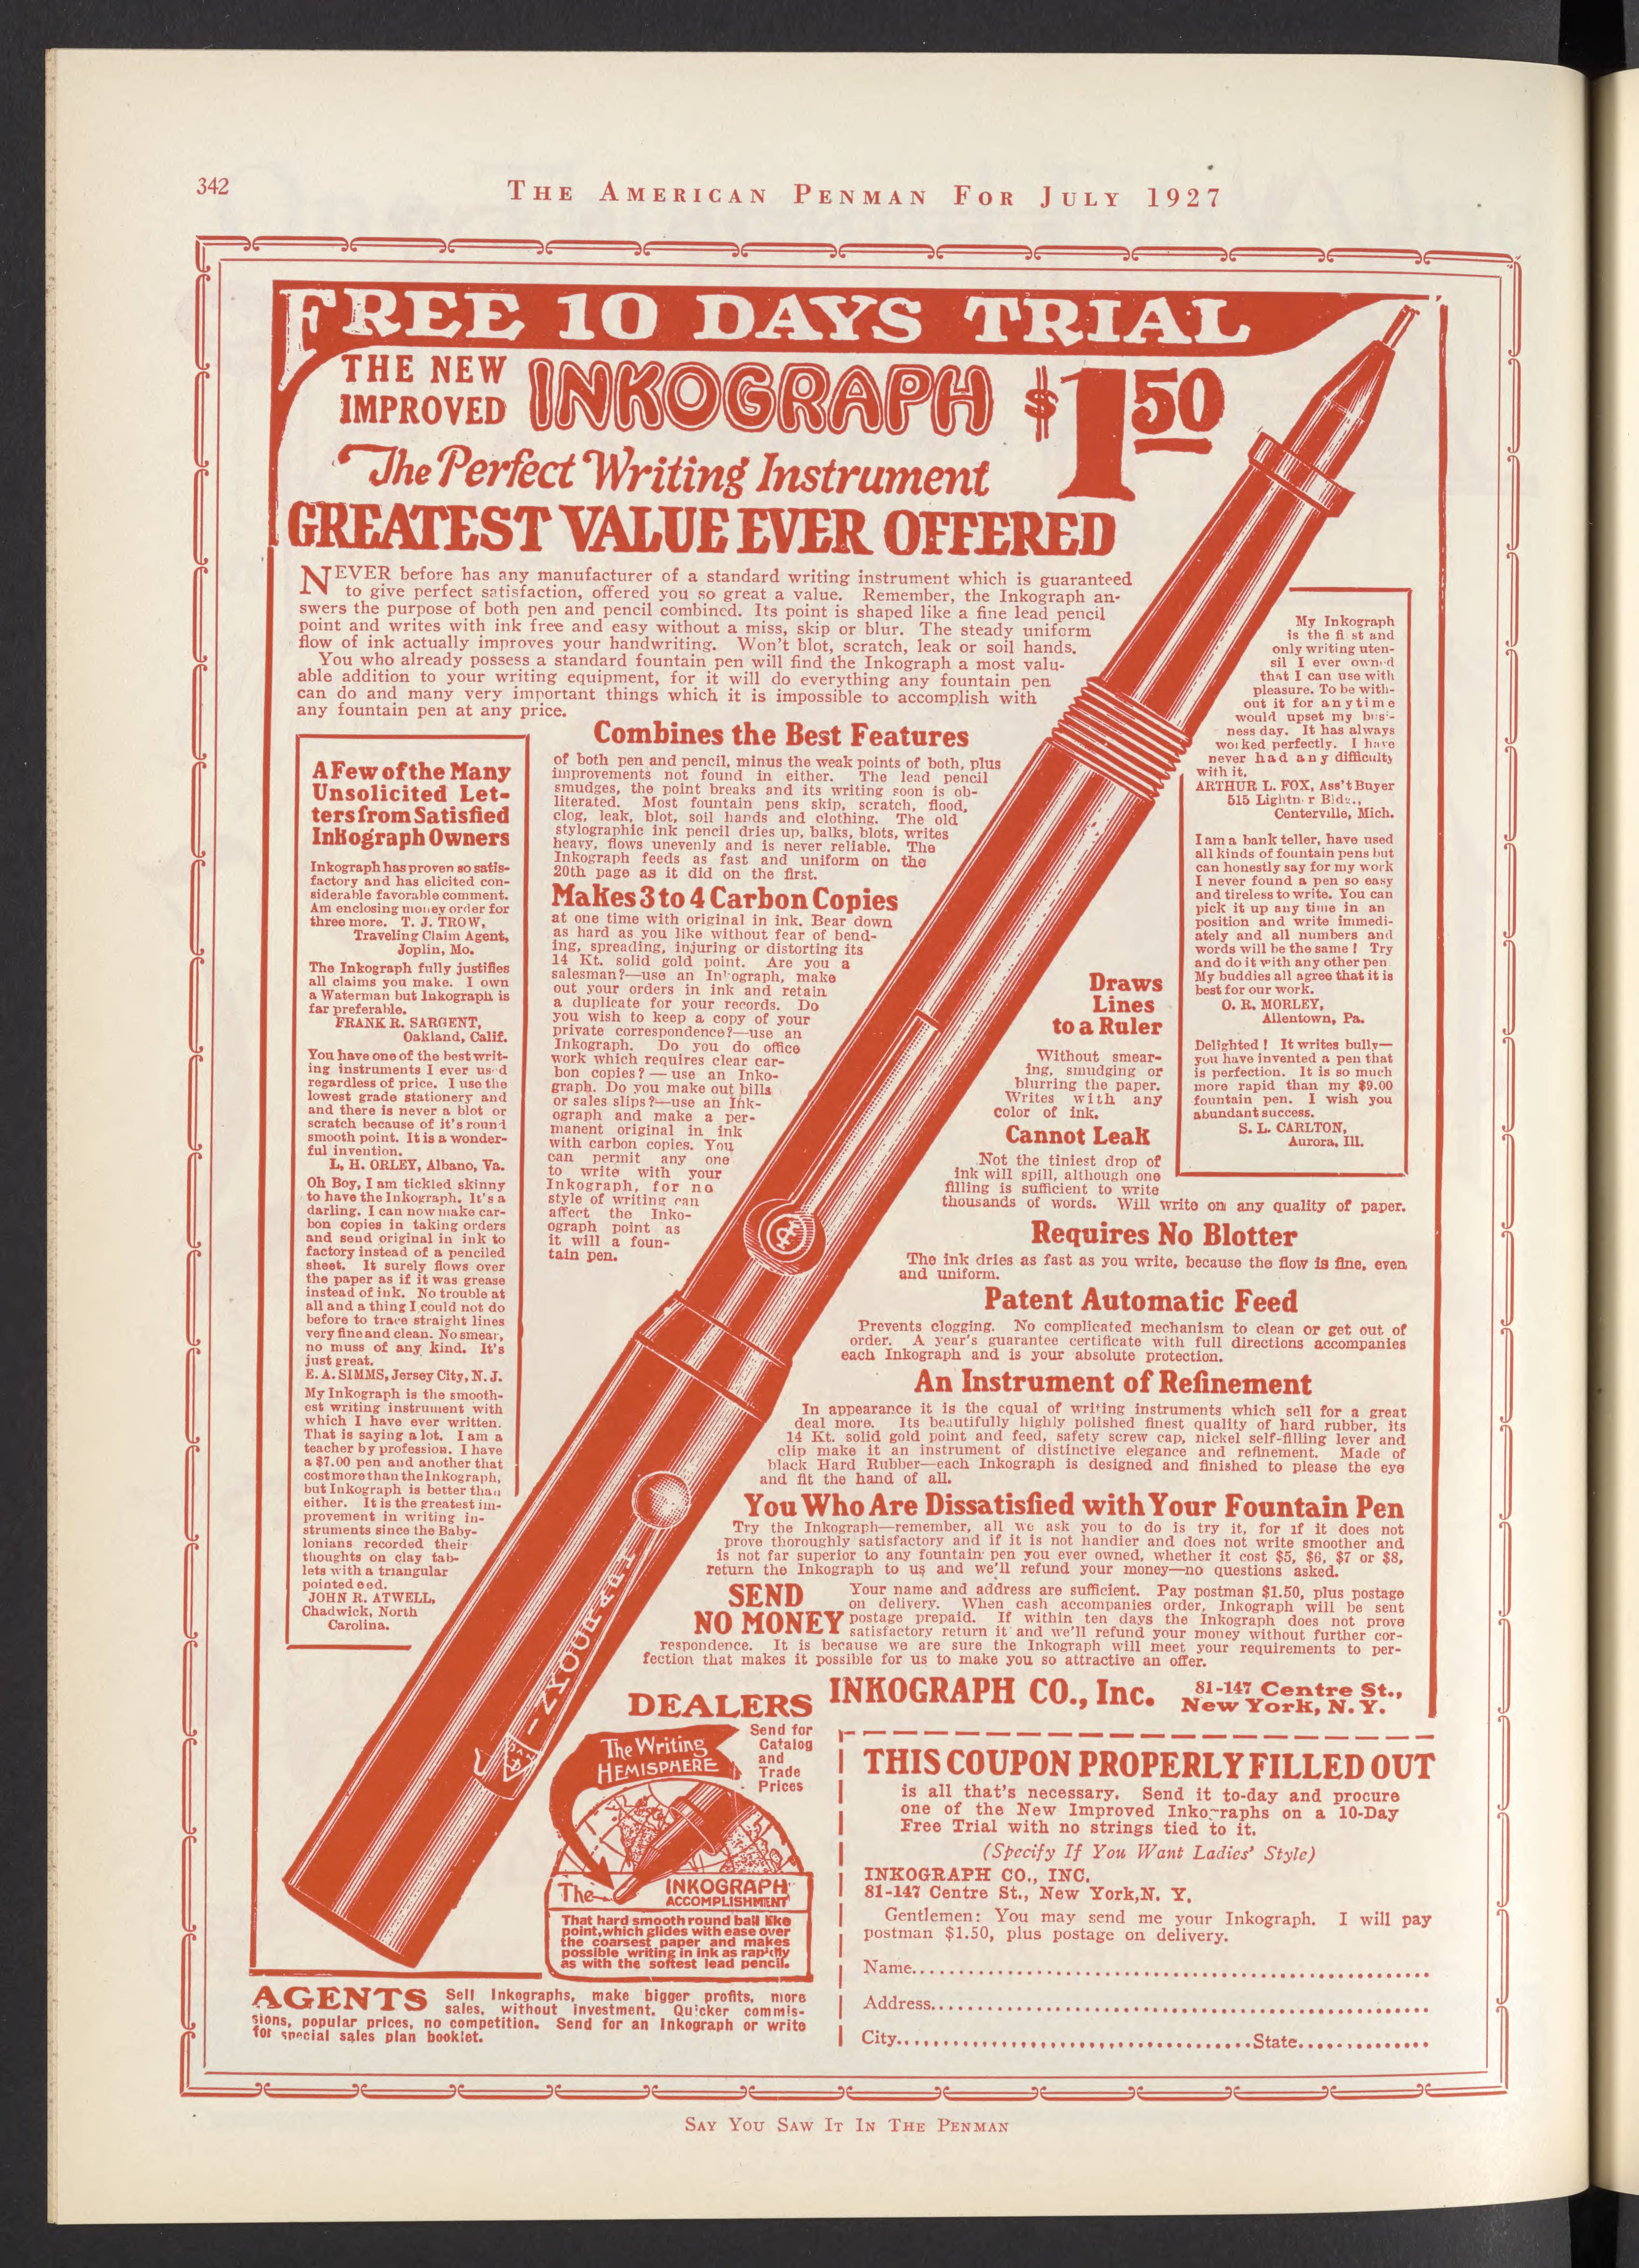 342
THE AMERICAN PENMAN FOR JULY 1927
FREE 10 DAYS TRIAL
THE NEW
IMPROVED
INKOGRAPH $1 50
The Perfect Writing Instrument
GREATEST VALUE EVER OFFERED
NEVER before has any manufacturer of a standard writing instrument which is guaranteed
to give perfect satisfaction, offered you so great a value. Remember, the Inkograph an-
swers the purpose of both pen and pencil combined. Its point is shaped like a fine lead pencil
point and writes with ink free and easy without a miss, skip or blur. The steady uniform
flow of ink actually improves your handwriting. Won't blot, scratch, leak or soil hands.
You who already possess a standard fountain pen will find the Inkograph a most valu-
able addition to your writing equipment, for it will do everything any fountain pen
can do and many very important things which it is impossible to accomplish with
any fountain pen at any price.
A Few of the Many
Unsolicited Let-
ters from Satisfied
Inkograph Owners
Inkograph has proven so satis-
factory and has elicited con-
siderable favorable comment.
Am enclosing money order for
three more. T. J. TROW,
Traveling Claim Agent,
Joplin, Mo.
The Inkograph fully justifies
all claims you make. I own
a Waterman but Inkograph is
far preferable.
FRANK R. SARGENT,
Oakland, Calif.
You have one of the best writ-
ing instruments I ever used
regardless of price. I use the
lowest grade stationery and
and there is never a blot or
scratch because of it's round
smooth point. It is a wonder-
ful invention.
L. H. ORLEY, Albano, Va.
Oh Boy, I am tickled skinny
to have the Inkograph. It's a
darling. I can now make car-
bon copies in taking orders
and send original in ink to
factory instead of a penciled
sheet. It surely flows over
the paper as if it was grease
instead of ink. No trouble at
all and a thing I could not do
before to trace straight lines
very fine and clean. No smear,
no muss of any kind. It's
just great.
E. A. SIMMS, Jersey City, N. J.
My Inkograph is the smooth-
est writing instrument with
which I have ever written.
That is saying a lot. I am a
teacher by profession. I have
a $7.00 pen and another that
cost more than the Inkograph,
but Inkograph is better than
either. It is the greatest im-
provement in writing in-
struments since the Baby-
lonians recorded their
thoughts on clay tab-
lets with a triangular
pointed eed.
JOHN R. ATWELL,
Chadwick, North
Carolina.
Combines the Best Features
of both pen and pencil, minus the weak points of both, plus
improvements not found in either. The lead pencil
smudges, the point breaks and its writing soon is ob-
literated. Most fountain pens skip, scratch, flood,
clog, leak, blot, soil hands and clothing. The old
stylographic ink pencil dries up, balks, blots, writes
heavy, flows unevenly and is never reliable. The
Inkograph feeds as fast and uniform on the
20th page as it did on the first.
Makes 3 to 4 Carbon Copies
at one time with original in ink. Bear down
as hard as you like without fear of bend-
ing, spreading, injuring or distorting its
14 Kt. solid gold point. Are you a
salesman?—use an Inkograph, make
out your orders in ink and retain
a duplicate for your records. Do
you wish to keep a copy of your
private correspondence?—use an
Inkograph. Do you do office
work which requires clear car-
bon copies?—use an Inko-
graph. Do you make out bills
or sales slips?—use an Ink-
ograph and make a per-
manent original in ink
with carbon copies. You
can permit any one
to write with your
Inkograph, for no
style of writing can
affect the Inko-
ograph point as
it will a foun-
tain pen.
My Inkograph
is the fi st and
only writing uten-
sil I ever owned
that I can use with
pleasure. To be with-
out it for anytime
would upset my busi-
ness day. It has always
worked perfectly. I have
never had any difficulty
with it.
ARTHUR L. FOX, Ass't Buyer
515 Lightn r Bldg.,
Centerville, Mich.
I am a bank teller, have used
all kinds of fountain pens but
can honestly say for my work
I never found a pen so easy
and tireless to write. You can
pick it up any time in an
position and write immedi-
ately and all numbers and
words will be the same! Try
and do it with any other pen
My buddies all agree that it is
best for our work.
O. R. MORLEY,
Allentown, Pa.
Delighted! It writes bully—
you have invented a pen that
is perfection. It is so much
more rapid than my $9.00
fountain pen. I wish you
abundant success.
S. L. CARLTON,
Aurora, Ill.
Draws
Lines
to a Ruler
Without smear-
ing, smudging or
blurring the paper.
Writes with any
color of ink.
Cannot Leak
Not the tiniest drop of
ink will spill, although one
filling is sufficient to write
thousands of words. Will write on any quality of paper.
Requires No Blotter
The ink dries as fast as you write, because the flow is fine, even
and uniform.
Patent Automatic Feed
Prevents clogging. No complicated mechanism to clean or get out of
order. A year's guarantee certificate with full directions accompanies
each Inkograph and is your absolute protection.
An Instrument of Refinement
In appearance it is the equal of writing instruments which sell for a great
deal more. Its beautifully highly polished finest quality of hard rubber, its
14 Kt. solid gold point and feed, safety screw cap, nickel self-filling lever and
clip make it an instrument of distinctive elegance and refinement. Made of
black Hard Rubber—each Inkograph is designed and finished to please the eye
and fit the hand of all.
You Who Are Dissatisfied with Your Fountain Pen
Try the Inkograph—remember, all we ask you to do is try it, for if it does not
prove thoroughly satisfactory and if it is not handier and does not write smoother and
is not far superior to any fountain pen you ever owned, whether it cost $5, $6, $7 or $8,
return the Inkograph to us and we'll refund your money—no questions asked.
SEND
NO MONEY
Your name and address are sufficient. Pay postman $1.50, plus postage
on delivery. When cash accompanies order, Inkograph will be sent
postage prepaid. If within ten days the Inkograph does not prove
satisfactory return it and we'll refund your money without further cor-
respondence. It is because we are sure the Inkograph will meet your requirements to per-
fection that makes it possible for us to make you so attractive an offer.
INKOGRAPH CO., Inc. 81-147 Centre St.,
New York, N. Y.
INKOGRAPH
DEALERS
Send for
Catalog
and
Trade
Prices
The Writing
HEMISPHERE
The INKOGRAPH
ACCOMPLISHMENT
That hard smooth round ball like
point, which glides with ease over
the coarsest paper and makes
possible writing in ink as rapidly
as with the softest lead pencil.
AGENTS Sell Inkographs, make bigger profits, more
sales, without investment. Quicker commis-
sions, popular prices, no competition. Send for an Inkograph or write
for special sales plan booklet.
THIS COUPON PROPERLY FILLED OUT
is all that's necessary. Send it to-day and procure
one of the New Improved Inkographs on a 10-Day
Free Trial with no strings tied to it.
(Specify If You Want Ladies' Style)
INKOGRAPH CO., INC.
81-147 Centre St., New York, N. Y.
Gentlemen: You may send me your Inkograph. I will pay
postman $1.50, plus postage on delivery.
Name
Address
City State
SAY YOU SAW IT IN THE PENMAN